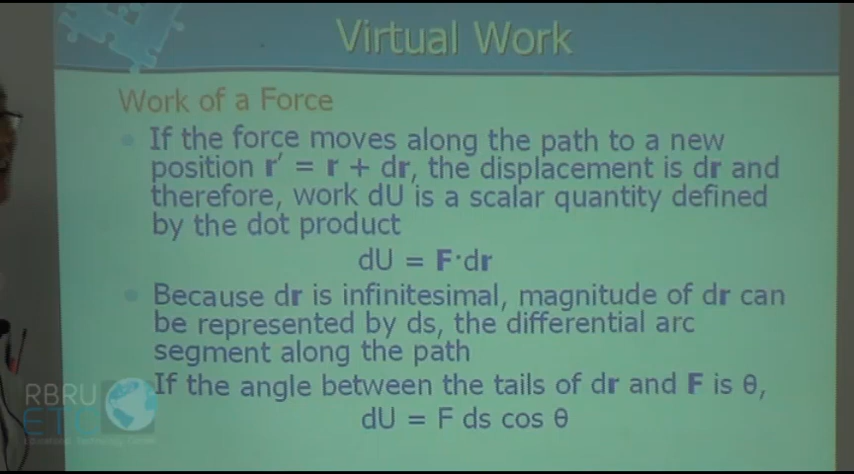 Virtual Work
Work of a Force
If the force moves along the path to a new
position r′ = r + dr, the displacement is dr and
therefore, work dU is a scalar quantity defined
by the dot product
dU = F·dr
Because dr is infinitesimal, magnitude of dr can
be represented by ds, the differential arc
segment along the path
If the angle between the tails of dr and F is θ,
dU = F ds cos θ
RBRU
ETC
Educational Technology Center